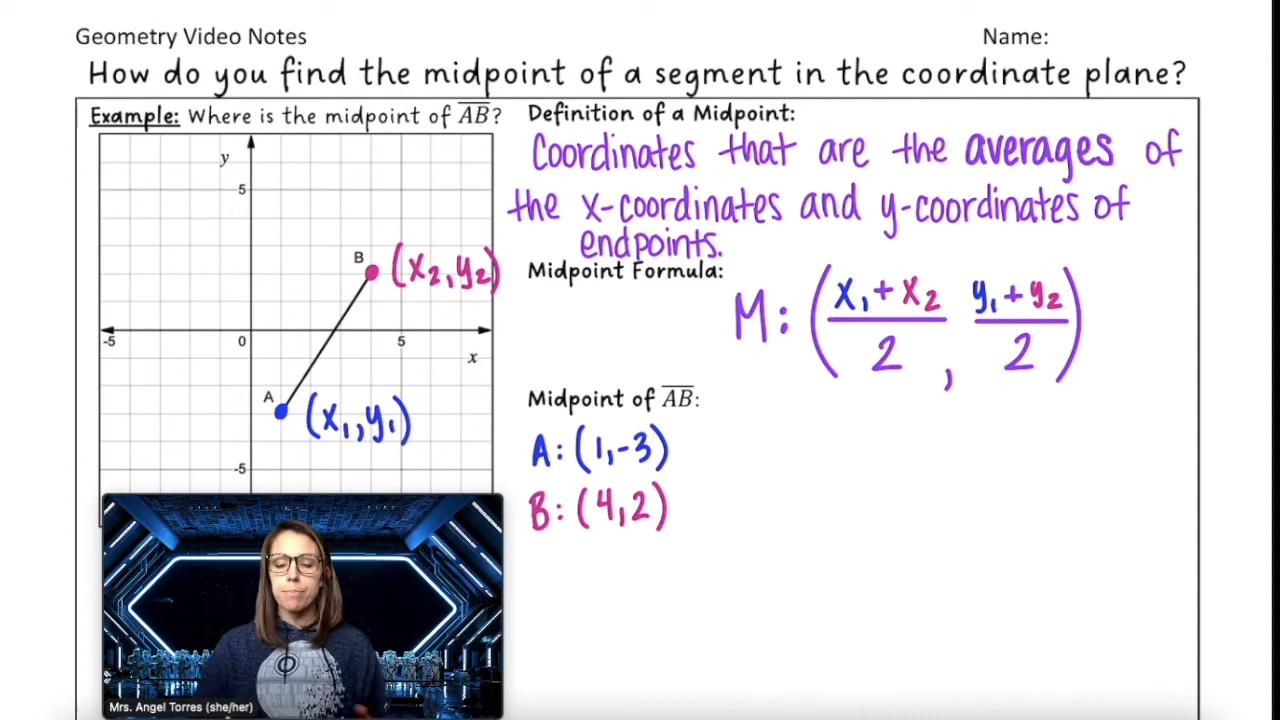 Geometry Video Notes
Name:
How do you find the midpoint of a segment in the coordinate plane?
Example: Where is the midpoint of AB?
y
5
B
(x₂, y₂)
-5
0
5
x
A
(x₁, y₁)
-5
Definition of a Midpoint:
Coordinates that are the averages of
the x-coordinates and y-coordinates of
endpoints.
Midpoint Formula:
M: (x₁ + x₂ / 2, y₁ + y₂ / 2)
Midpoint of AB:
A: (1, -3)
B: (4, 2)
Mrs. Angel Torres (she/her)